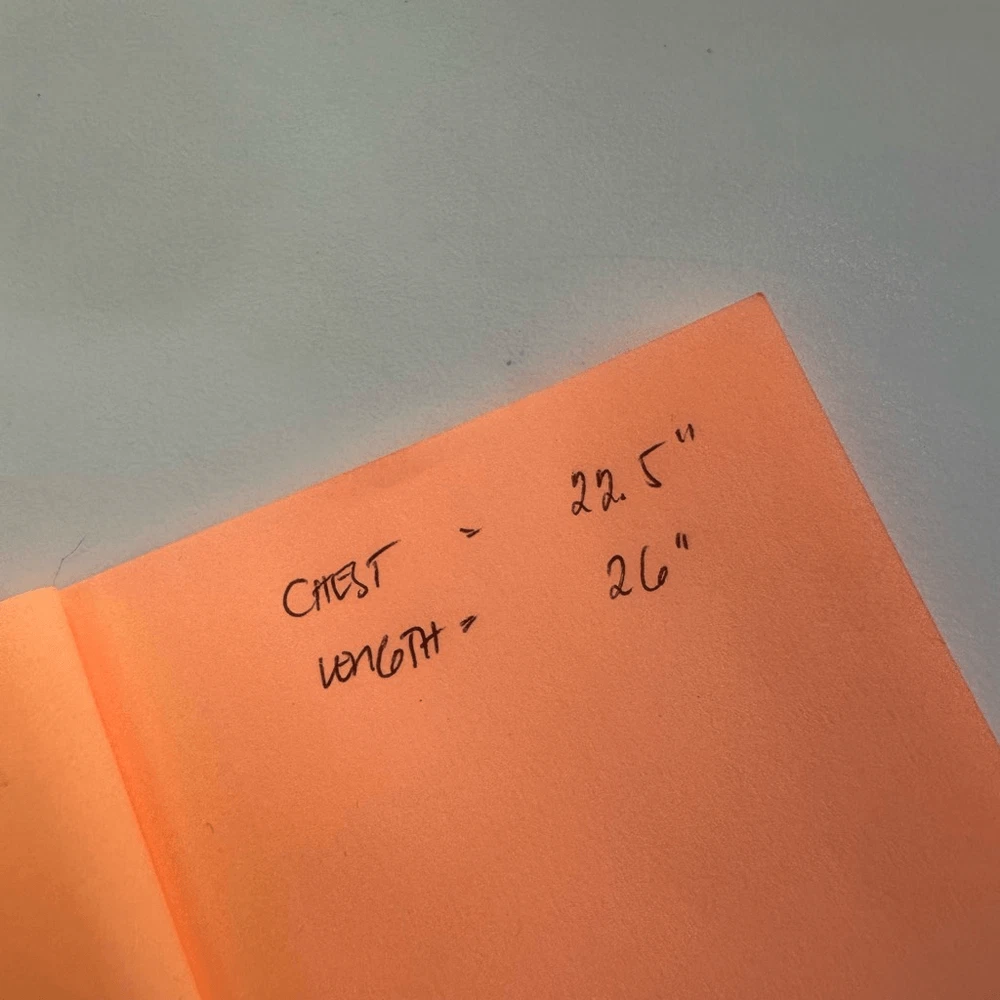 CHEST = 22.5"
LENGTH = 26"